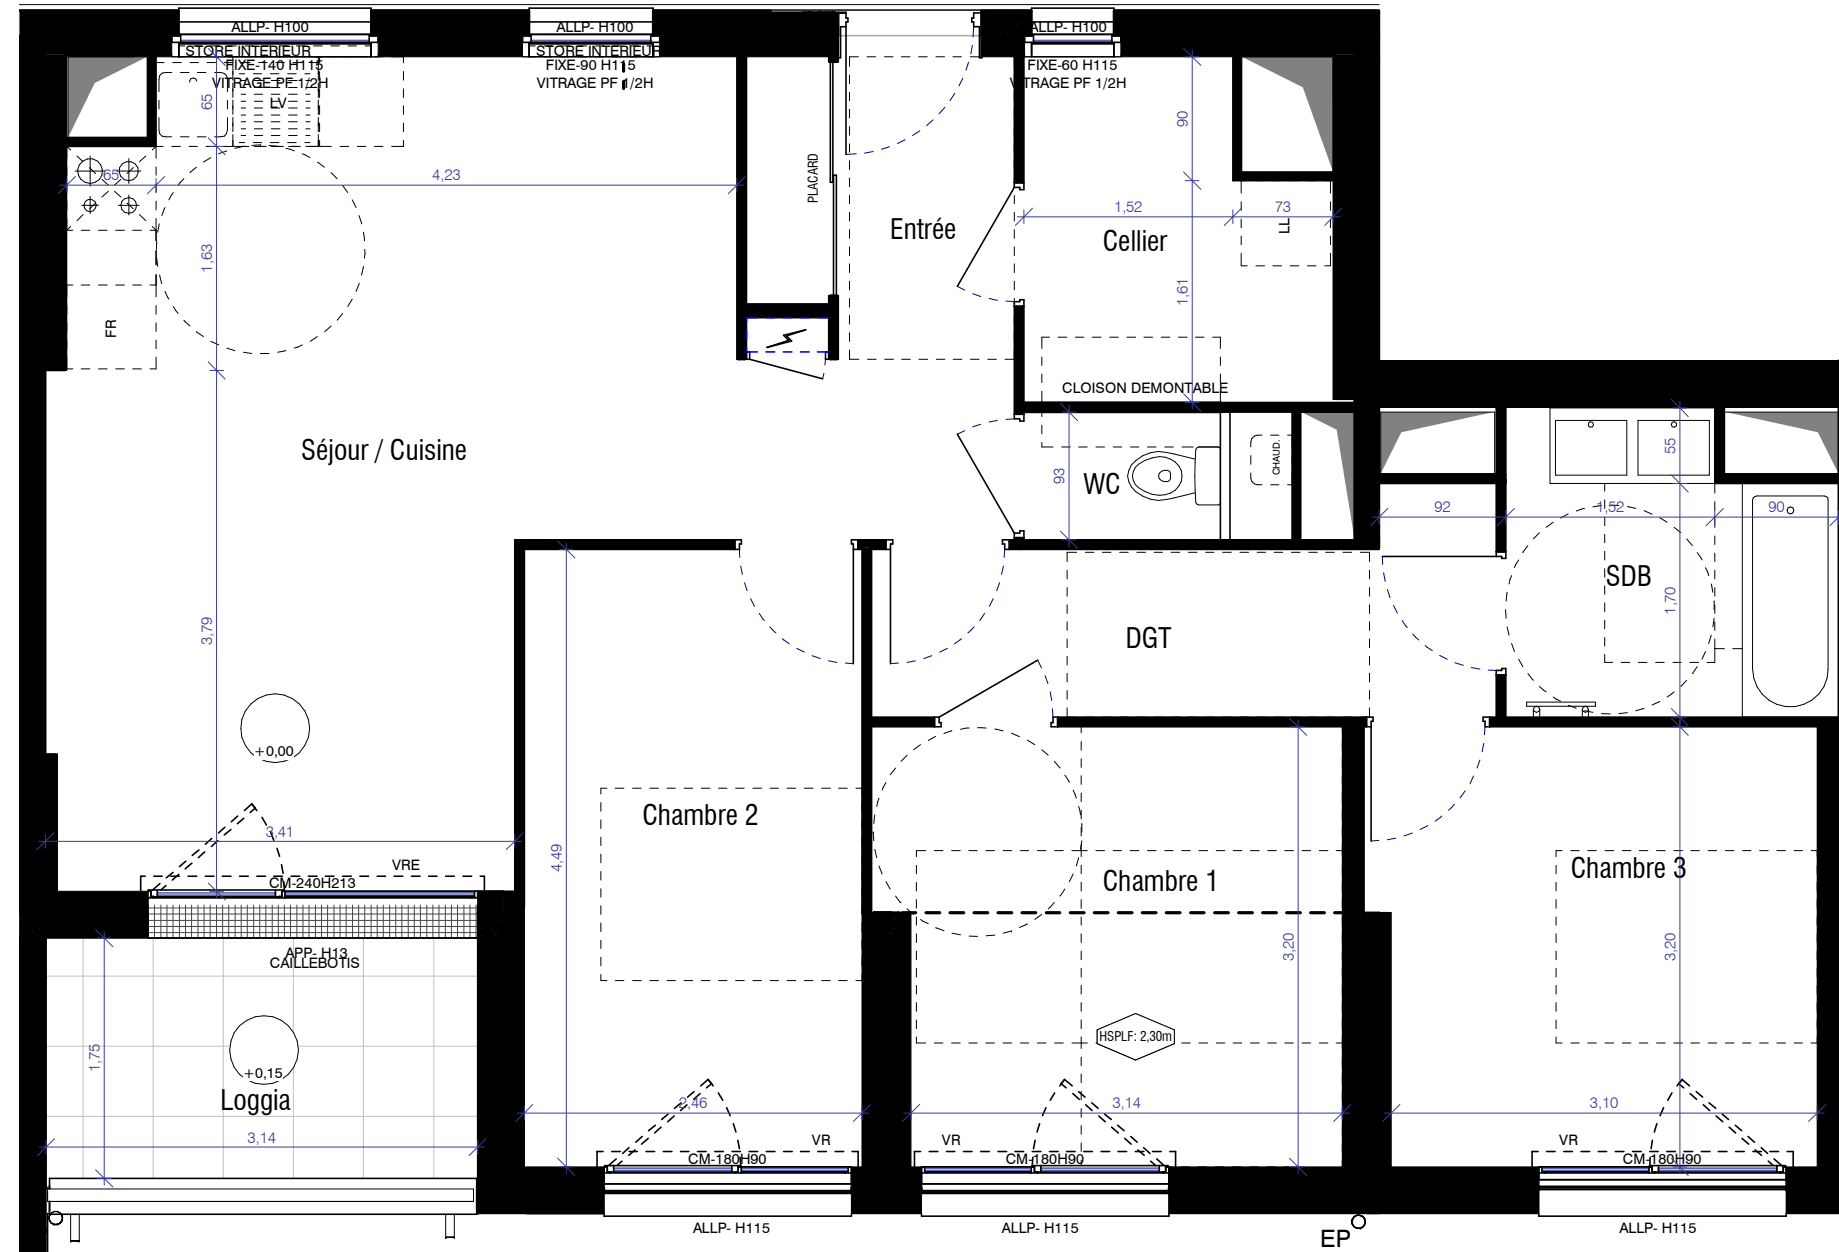 ALLP- H100
ALLP- H100
ALLP- H100
STORE INTERIEUR
STORE INTERIEUR
FIXE-140 H115
FIXE-90 H115
FIXE-60 H115
VITRAGE PF 1/2H
VITRAGE PF 1/2H
VITRAGE PF 1/2H
LV
65
90
PLACARD
65
4,23
1,52
73
LL
Entrée
Cellier
1,63
1,61
FR
CLOISON DEMONTABLE
Séjour / Cuisine
93
WC
CHAUD.
55
92
1,52
90
SDB
1,70
3,79
DGT
+0,00
Chambre 2
3,41
4,49
VRE
CM-240H213
Chambre 1
Chambre 3
APP- H13
CAILLEBOTIS
3,20
3,20
HSPLF: 2,30m
1,75
+0,15
Loggia
3,14
2,46
3,14
3,10
VR
VR
VR
CM-180H90
CM-180H90
CM-180H90
ALLP- H115
ALLP- H115
ALLP- H115
EP